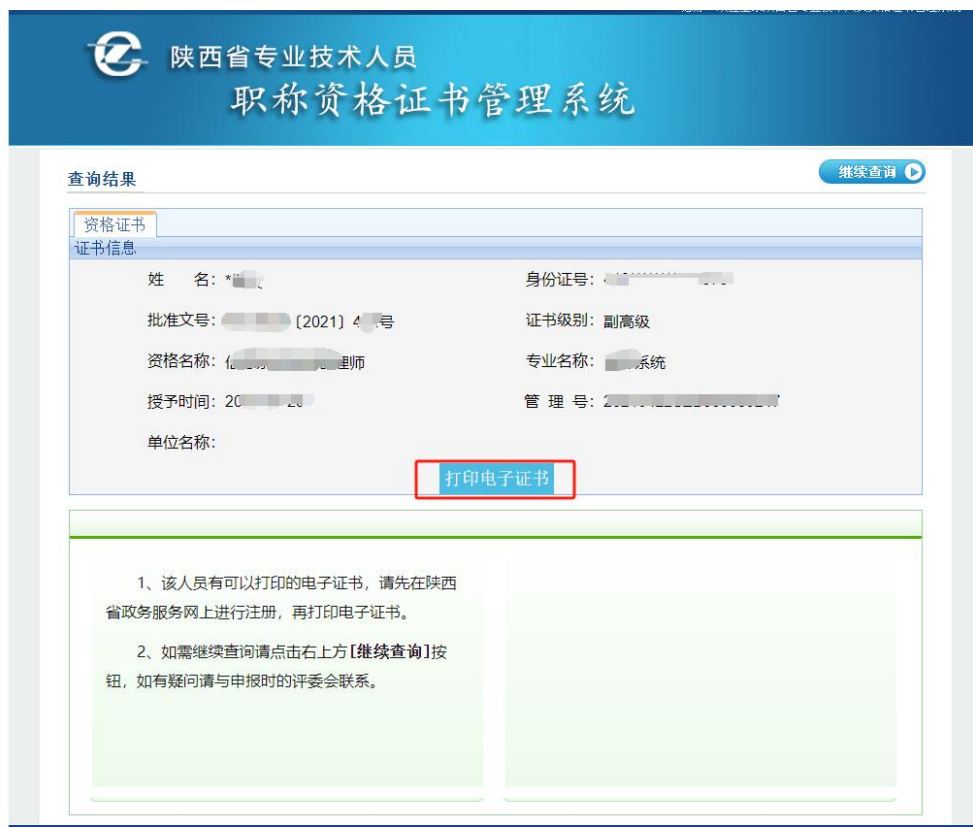 陕西省专业技术人员
职称资格证书管理系统
查询结果
继续查询
资格证书
证书信息
姓 名：*
身份证号：
批准文号： 〔2021〕4 号
证书级别：副高级
资格名称： 理师
专业名称： 系统
授予时间：20
管 理 号：
单位名称：
打印电子证书
1、该人员有可以打印的电子证书，请先在陕西
省政务服务网上进行注册，再打印电子证书。
2、如需继续查询请点击右上方[继续查询]按
钮，如有疑问请与申报时的评委会联系。